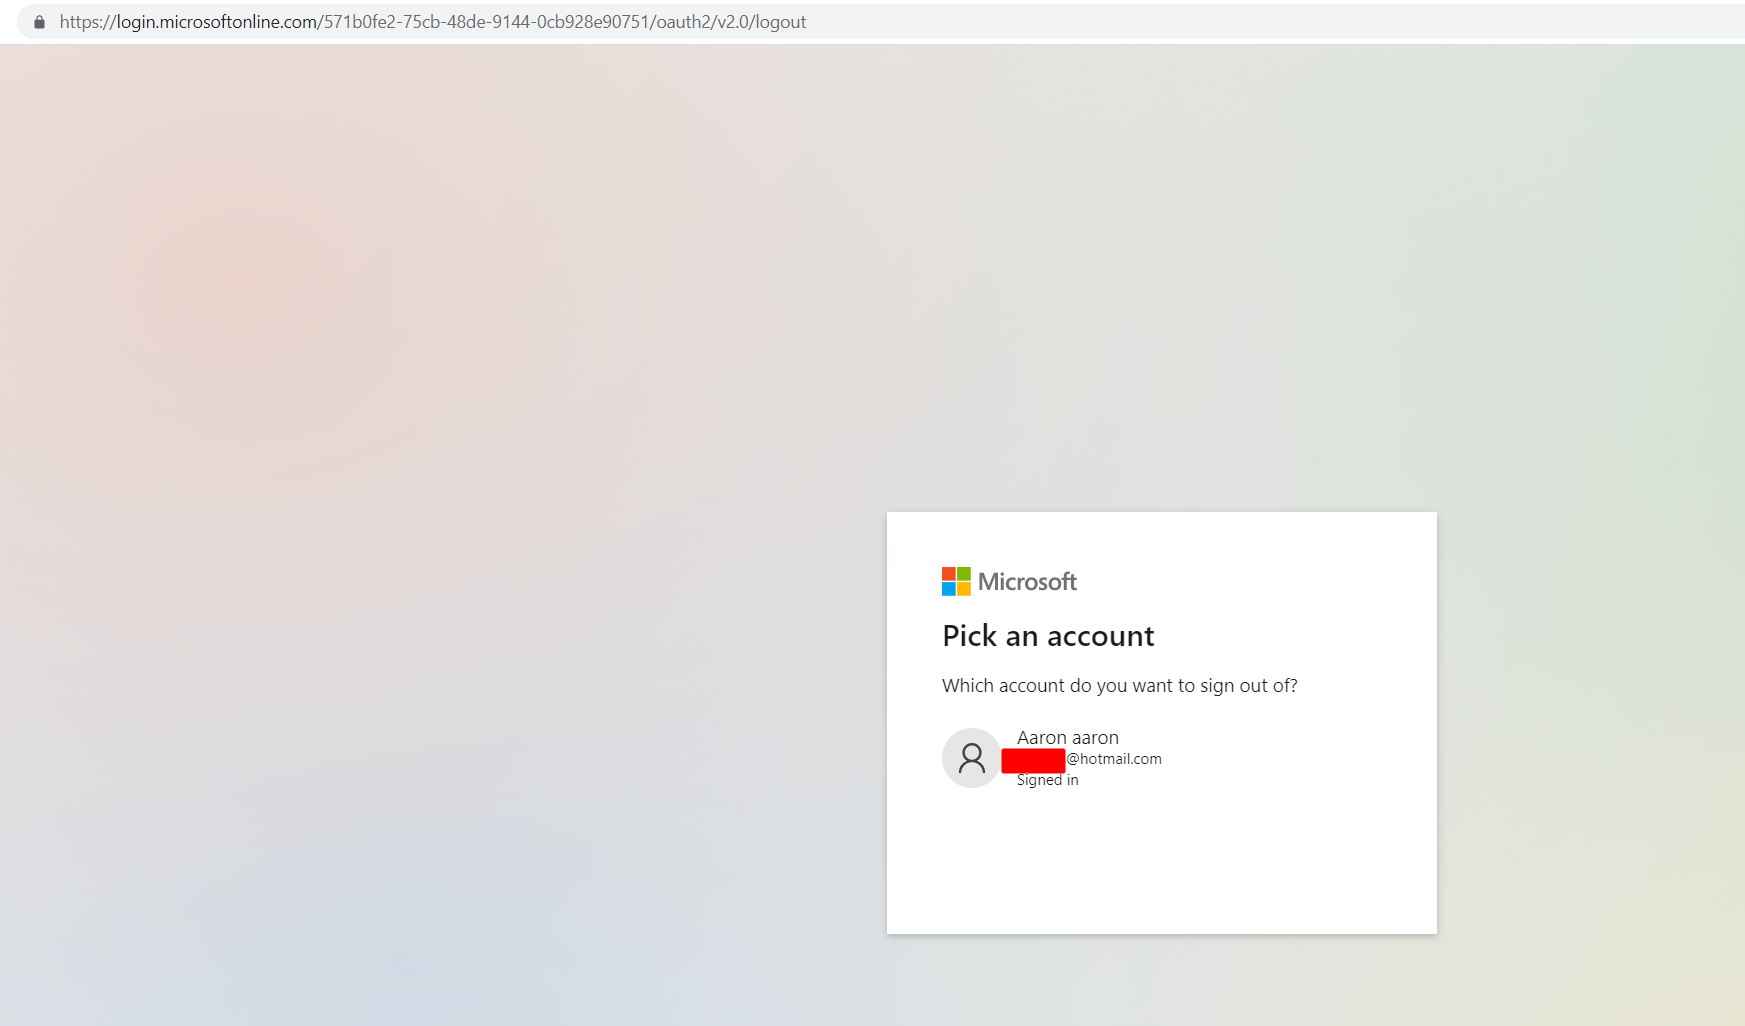 https://login.microsoftonline.com/571b0fe2-75cb-48de-9144-0cb928e90751/oauth2/v2.0/logout
Microsoft
Pick an account
Which account do you want to sign out of?
Aaron aaron
@hotmail.com
Signed in